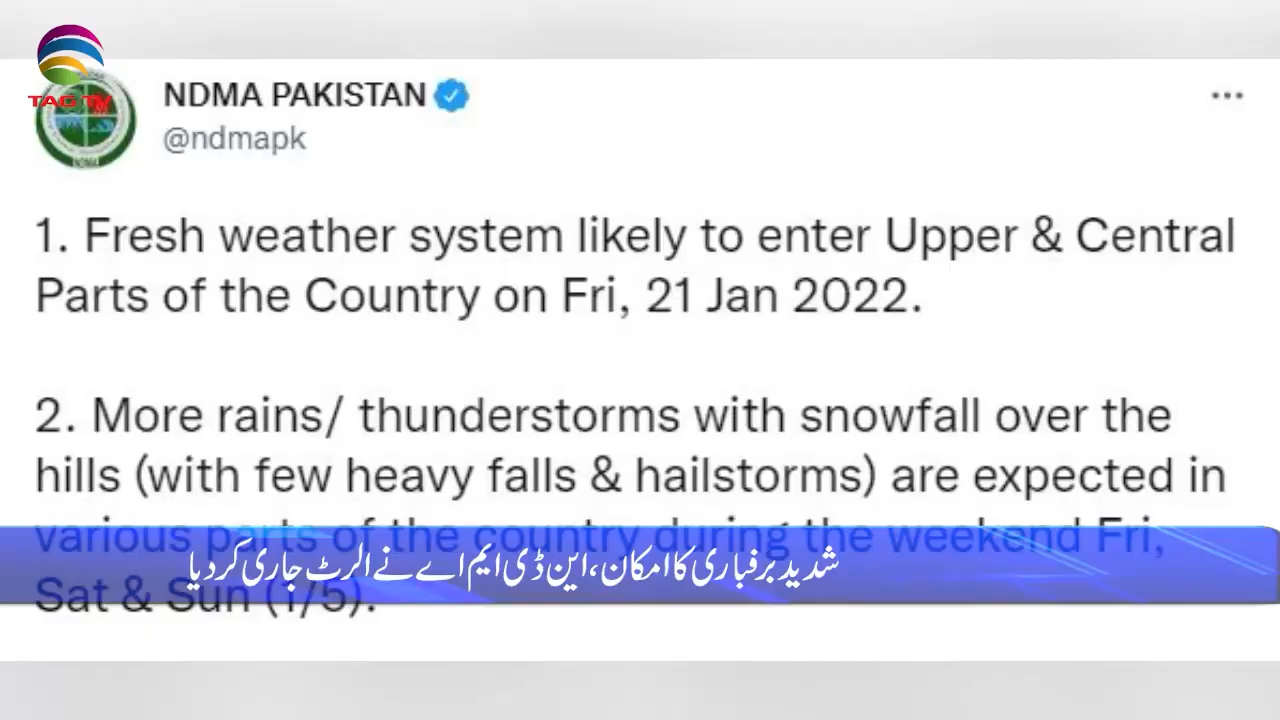 TAG TV
NDMA PAKISTAN
@ndmapk
NDMA
1. Fresh weather system likely to enter Upper & Central
Parts of the Country on Fri, 21 Jan 2022.
2. More rains/ thunderstorms with snowfall over the
hills (with few heavy falls & hailstorms) are expected in
various parts of the country during the weekend Fri,
شدید برفباری کا امکان، این ڈی ایم اے نے الرٹ جاری کر دیا
Sat & Sun (1/5).